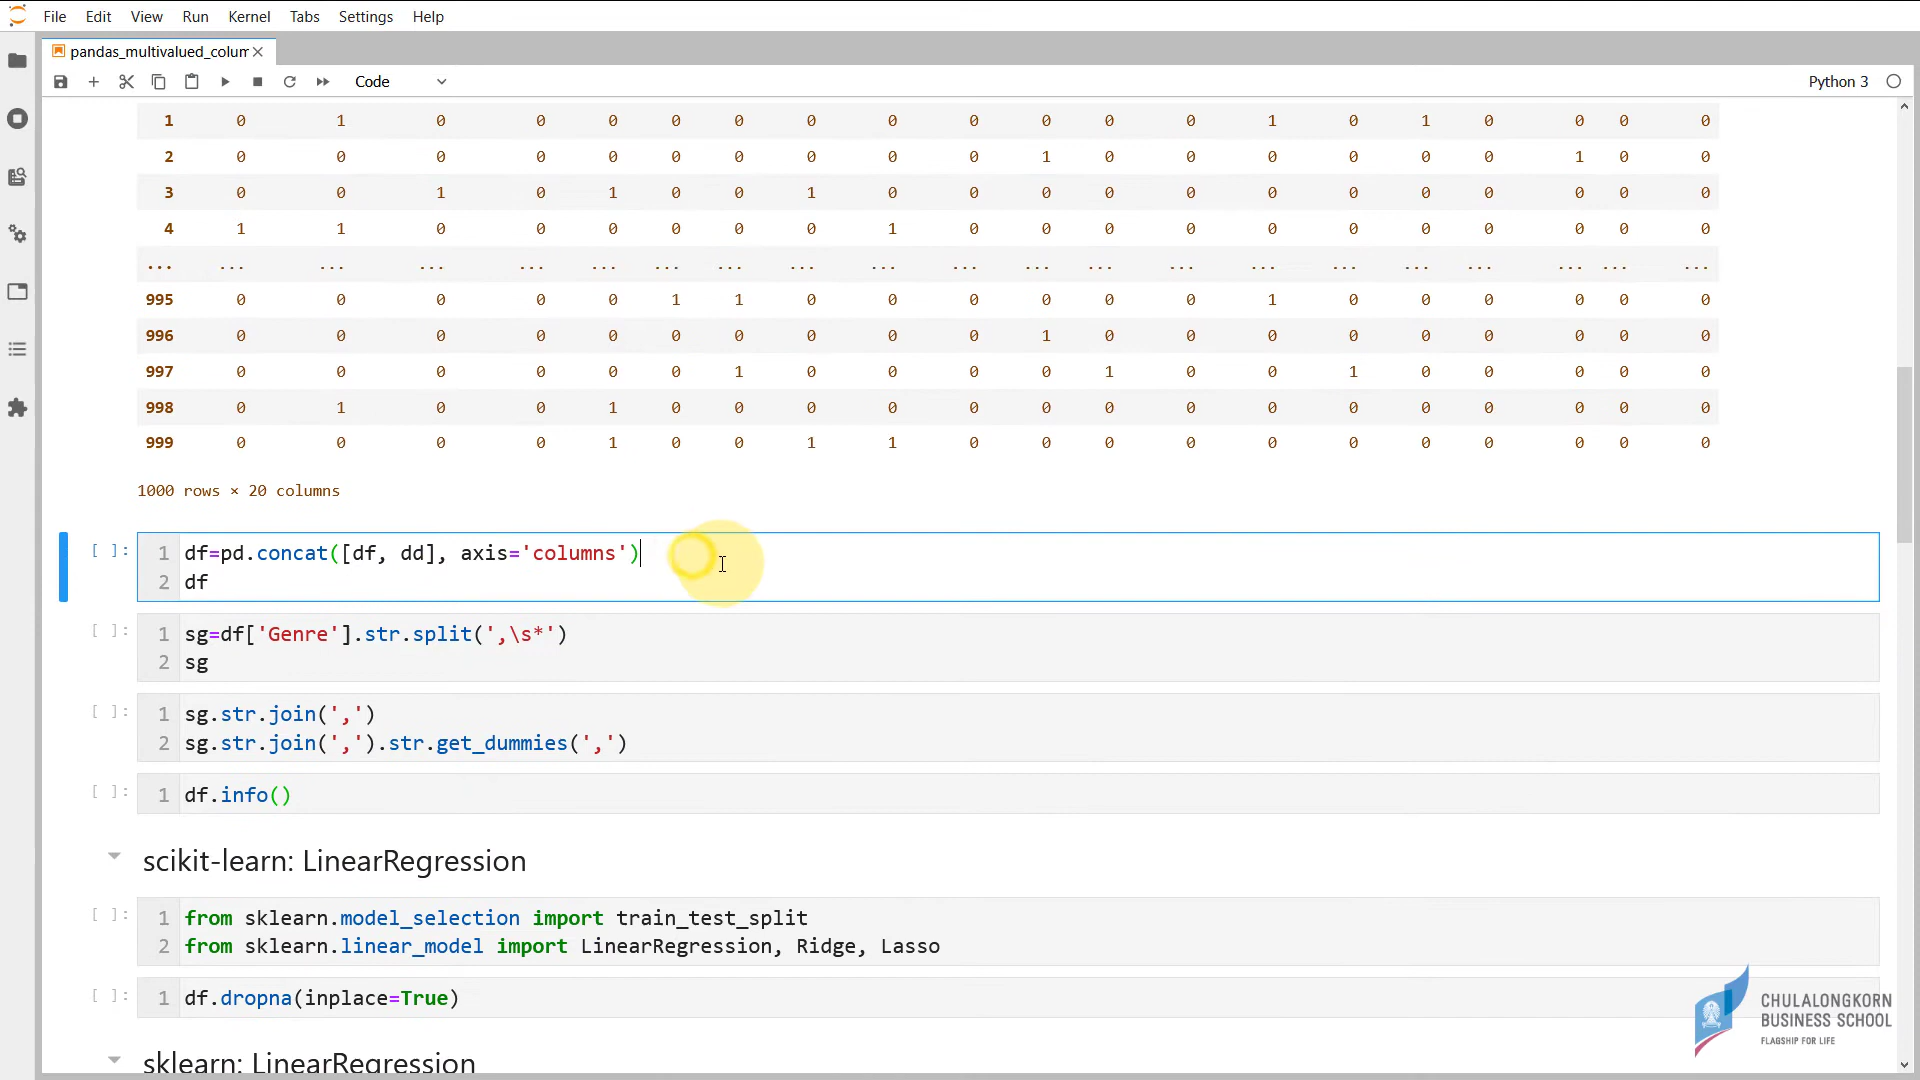 File Edit View Run Kernel Tabs Settings Help
pandas_multivalued_colum
Code Python 3
1 0 1 0 0 0 0 0 0 0 0 0 0 0 1 0 1 0 0 0 0
2 0 0 0 0 0 0 0 0 0 0 1 0 0 0 0 0 0 1 0 0
3 0 0 1 0 1 0 0 1 0 0 0 0 0 0 0 0 0 0 0 0
4 1 1 0 0 0 0 0 0 1 0 0 0 0 0 0 0 0 0 0 0
... ... ... ... ... ... ... ... ... ... ... ... ... ... ... ... ... ... ... ... ...
995 0 0 0 0 0 1 1 0 0 0 0 0 0 1 0 0 0 0 0 0
996 0 0 0 0 0 0 0 0 0 0 1 0 0 0 0 0 0 0 0 0
997 0 0 0 0 0 0 1 0 0 0 0 1 0 0 1 0 0 0 0 0
998 0 1 0 0 1 0 0 0 0 0 0 0 0 0 0 0 0 0 0 0
999 0 0 0 0 1 0 0 1 1 0 0 0 0 0 0 0 0 0 0 0
1000 rows × 20 columns
[ ]: 1 df=pd.concat([df, dd], axis='columns')
2 df
[ ]: 1 sg=df['Genre'].str.split(',\s*')
2 sg
[ ]: 1 sg.str.join(',')
2 sg.str.join(',').str.get_dummies(',')
[ ]: 1 df.info()
scikit-learn: LinearRegression
[ ]: 1 from sklearn.model_selection import train_test_split
2 from sklearn.linear_model import LinearRegression, Ridge, Lasso
[ ]: 1 df.dropna(inplace=True)
sklearn: LinearRegression
CHULALONGKORN
BUSINESS SCHOOL
FLAGSHIP FOR LIFE